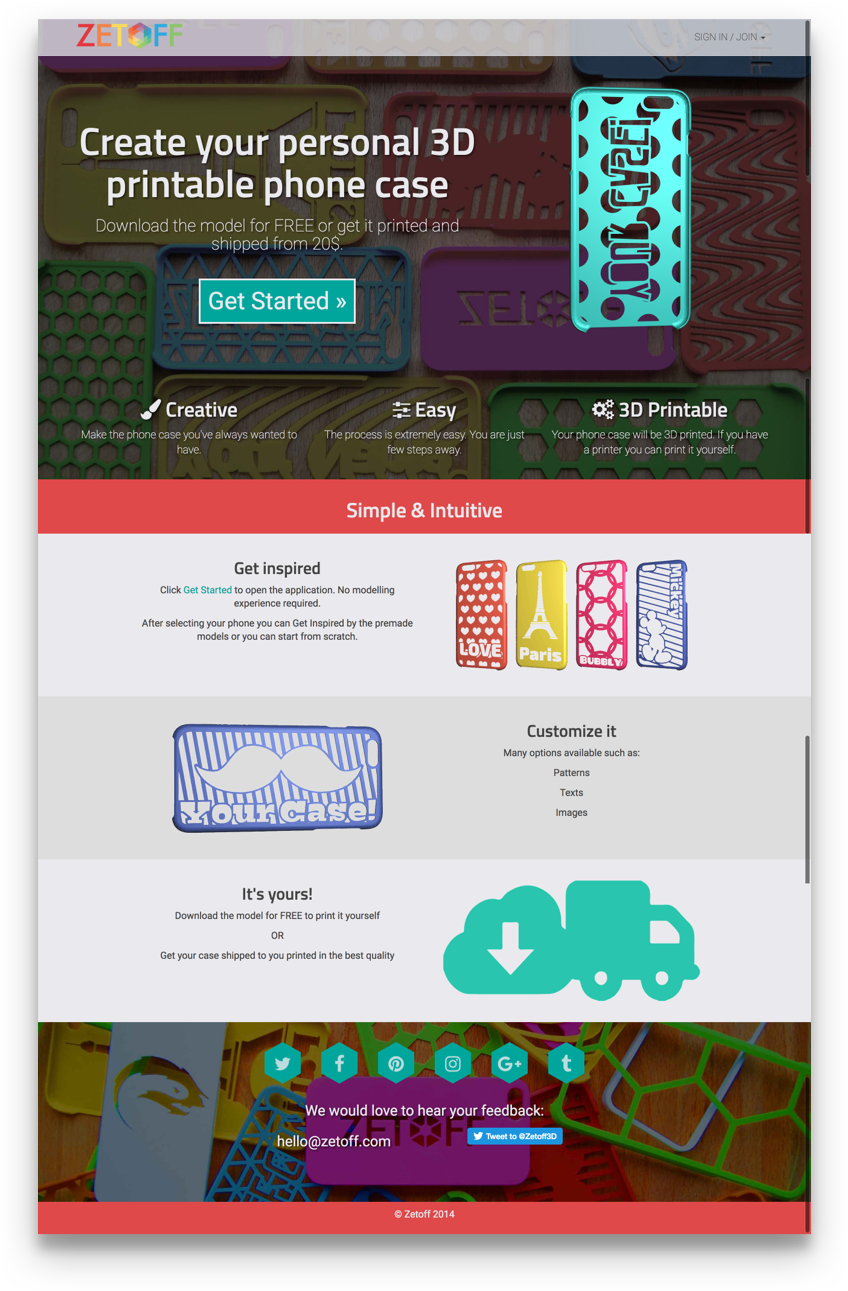 ZETOFF
SIGN IN / JOIN
Create your personal 3D
printable phone case
Download the model for FREE or get it printed and
shipped from 20$.
Get Started »
YOUR CASE!
ZETOFF
Creative
Easy
3D Printable
Make the phone case you've always wanted to
have.
The process is extremely easy. You are just
few steps away.
Your phone case will be 3D printed. If you have
a printer you can print it yourself.
Simple & Intuitive
Get inspired
Click Get Started to open the application. No modelling
experience required.
After selecting your phone you can Get Inspired by the premade
models or you can start from scratch.
LOVE
Paris
BUBBLY
Mickey
Your Case!
Customize it
Many options available such as:
Patterns
Texts
Images
It's yours!
Download the model for FREE to print it yourself
OR
Get your case shipped to you printed in the best quality
f
G+
t
We would love to hear your feedback:
ZETOFF
hello@zetoff.com
Tweet to @Zetoff3D
© Zetoff 2014